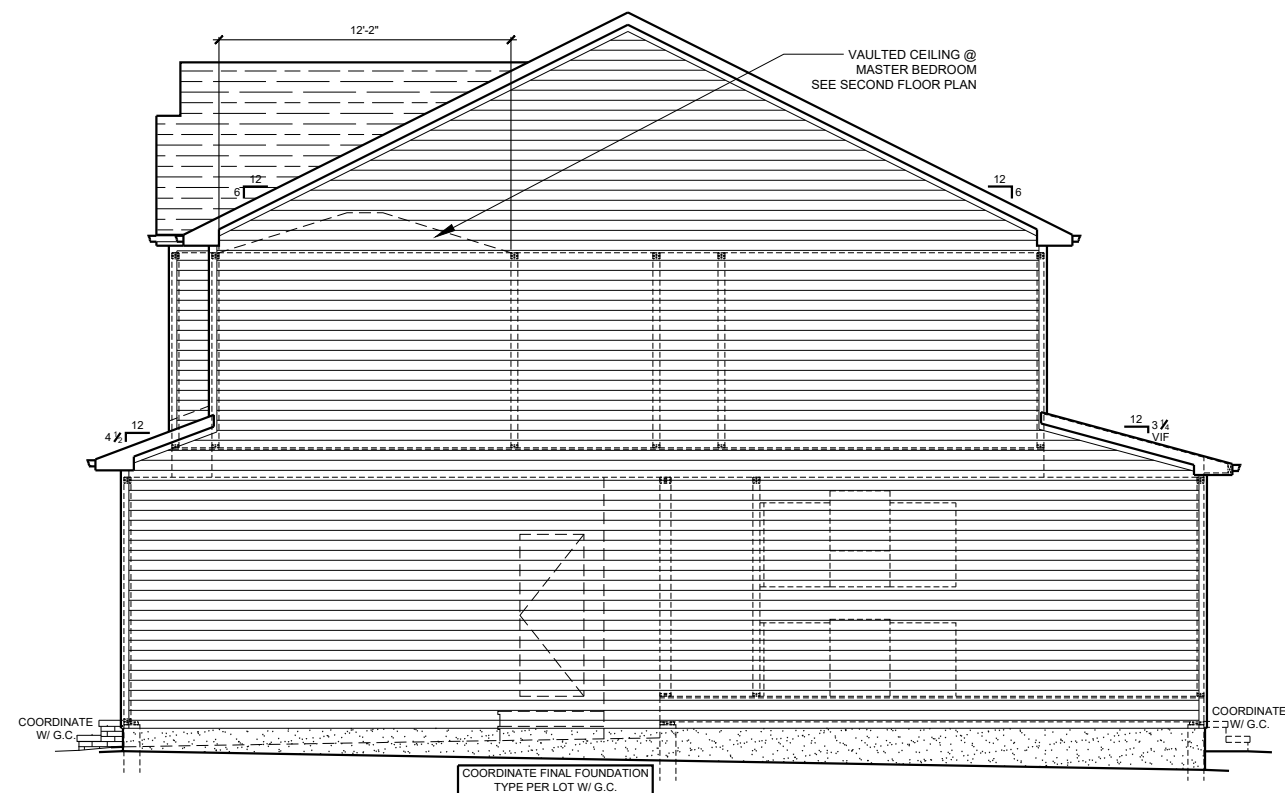 12'-2"
VAULTED CEILING @
MASTER BEDROOM
SEE SECOND FLOOR PLAN
12
6
12
6
12
4 ½
12
3 ¼
VIF
COORDINATE
W/ G.C.
COORDINATE
W/ G.C.
COORDINATE FINAL FOUNDATION
TYPE PER LOT W/ G.C.